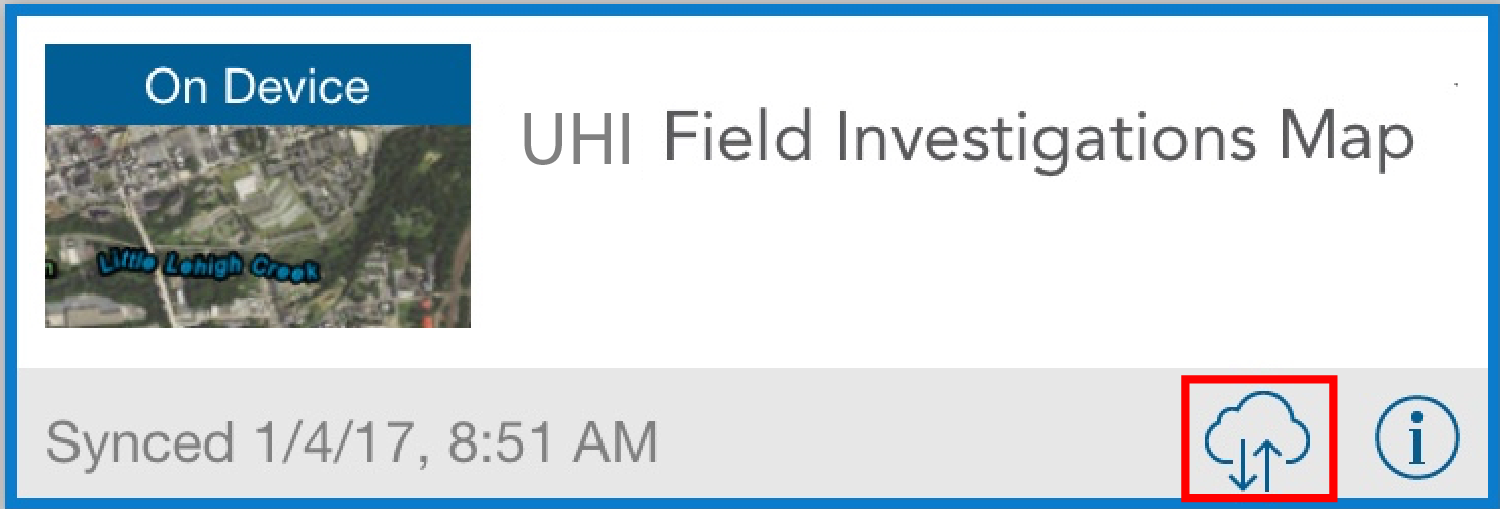 On Device
UHI Field Investigations Map
Little Lehigh Creek
Synced 1/4/17, 8:51 AM